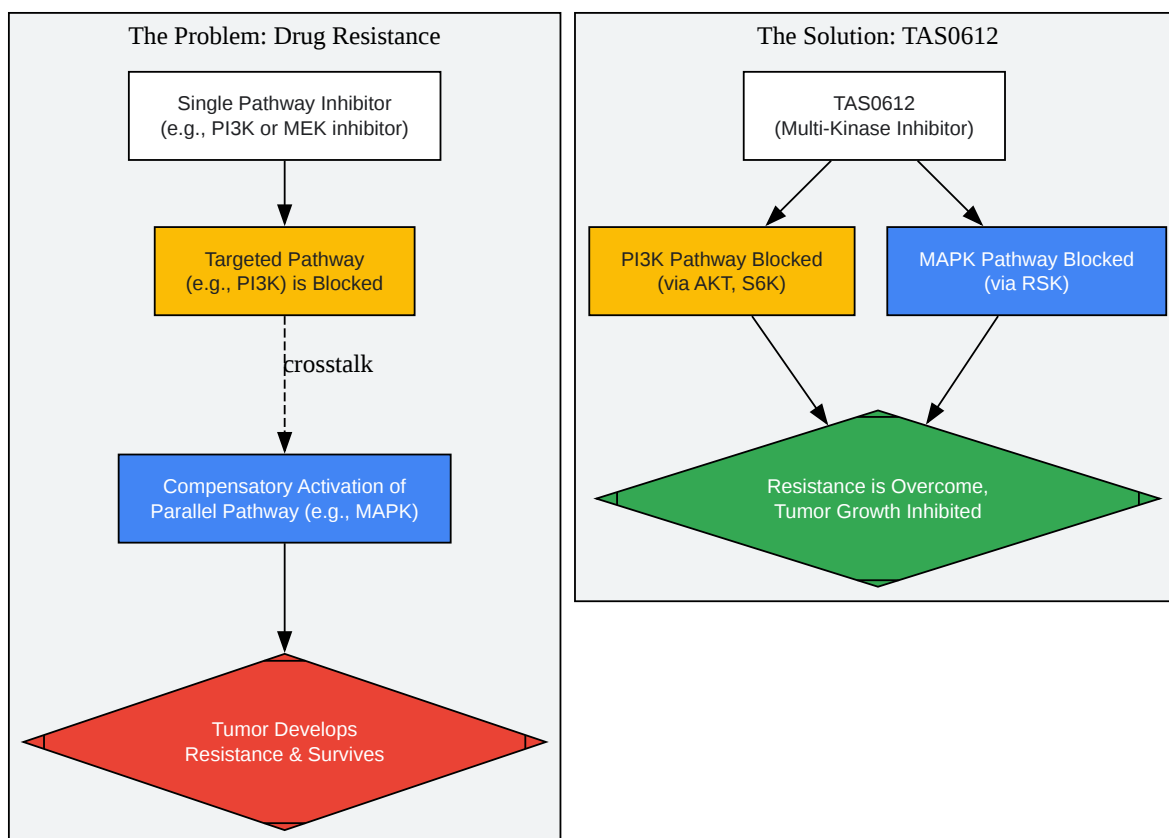 The Problem: Drug Resistance
Single Pathway Inhibitor
(e.g., PI3K or MEK inhibitor)
Targeted Pathway
(e.g., PI3K) is Blocked
crosstalk
Compensatory Activation of
Parallel Pathway (e.g., MAPK)
Tumor Develops
Resistance & Survives
The Solution: TAS0612
TAS0612
(Multi-Kinase Inhibitor)
PI3K Pathway Blocked
(via AKT, S6K)
MAPK Pathway Blocked
(via RSK)
Resistance is Overcome,
Tumor Growth Inhibited